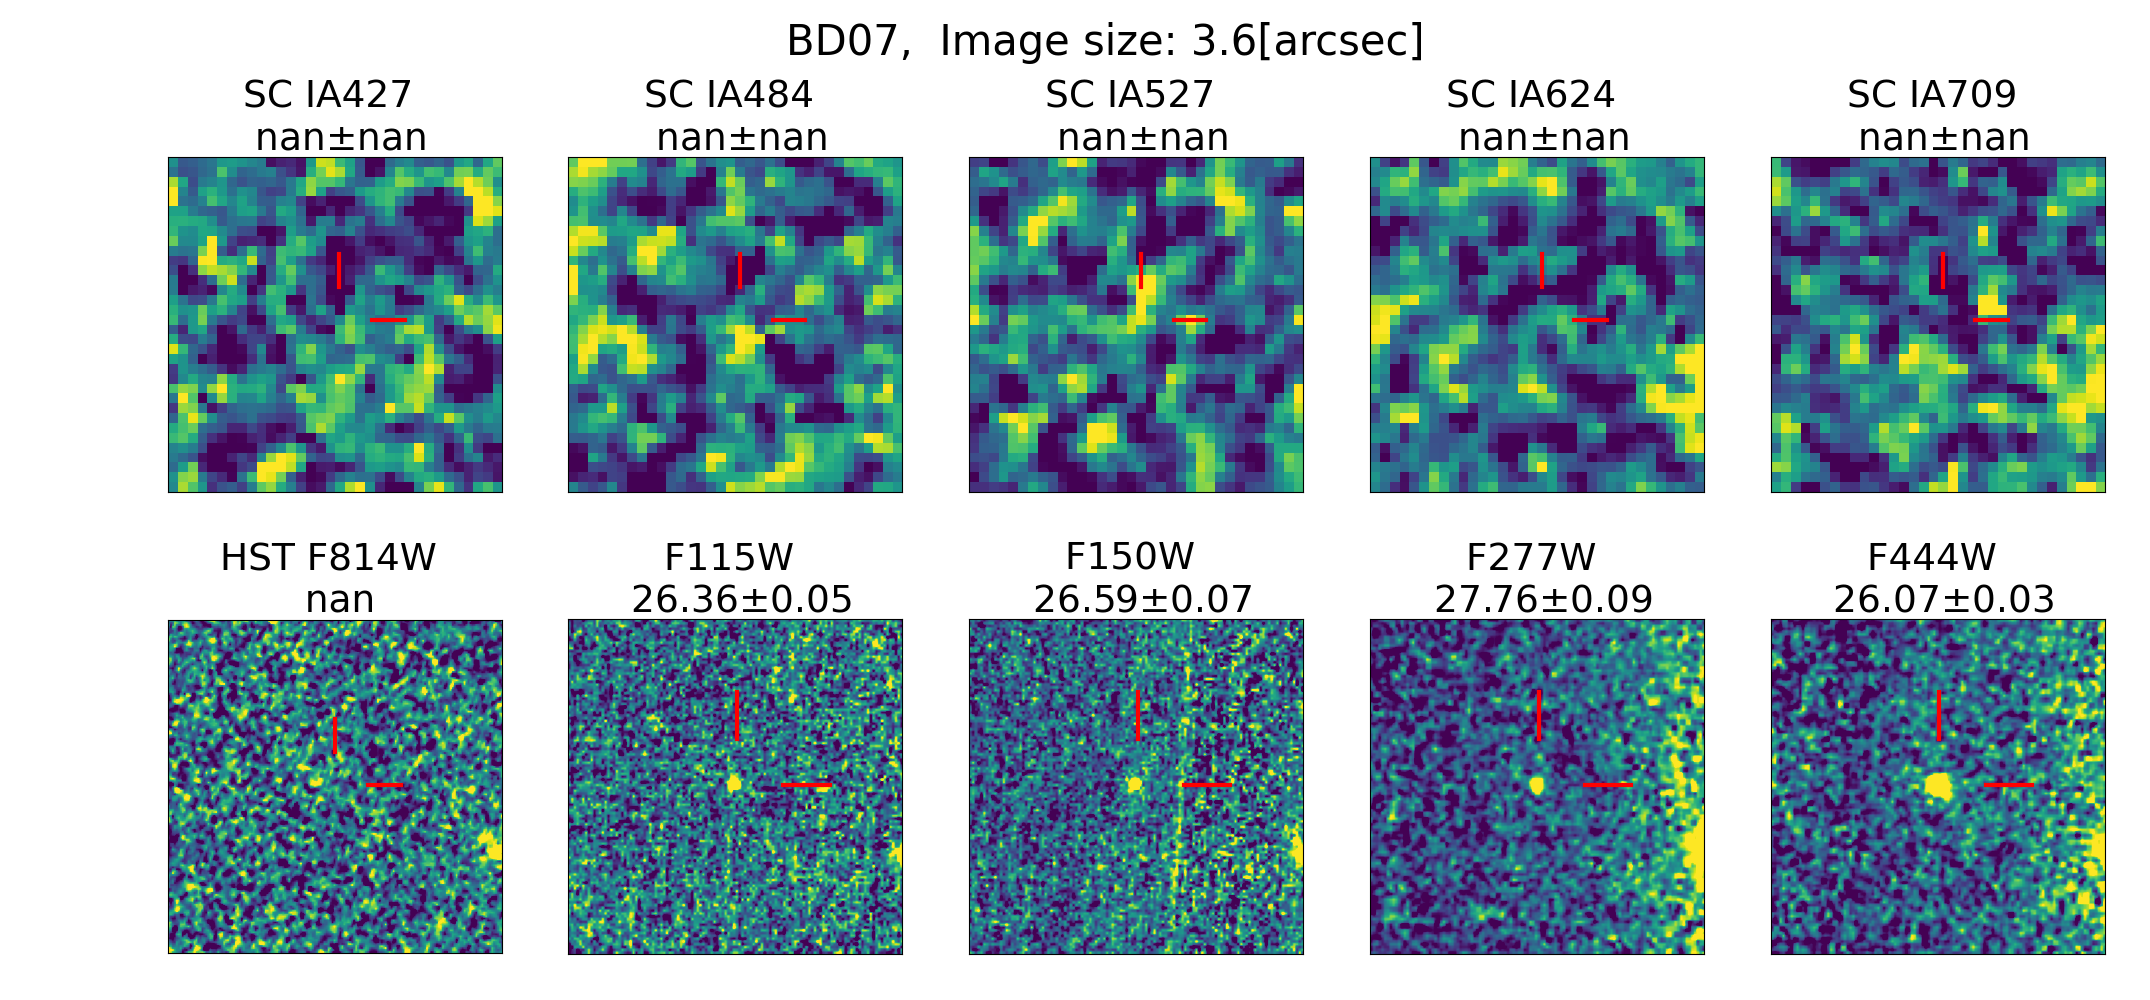 BD07,  Image size: 3.6[arcsec]
SC IA427
nan±nan
SC IA484
nan±nan
SC IA527
nan±nan
SC IA624
nan±nan
SC IA709
nan±nan
HST F814W
nan
F115W
26.36±0.05
F150W
26.59±0.07
F277W
27.76±0.09
F444W
26.07±0.03